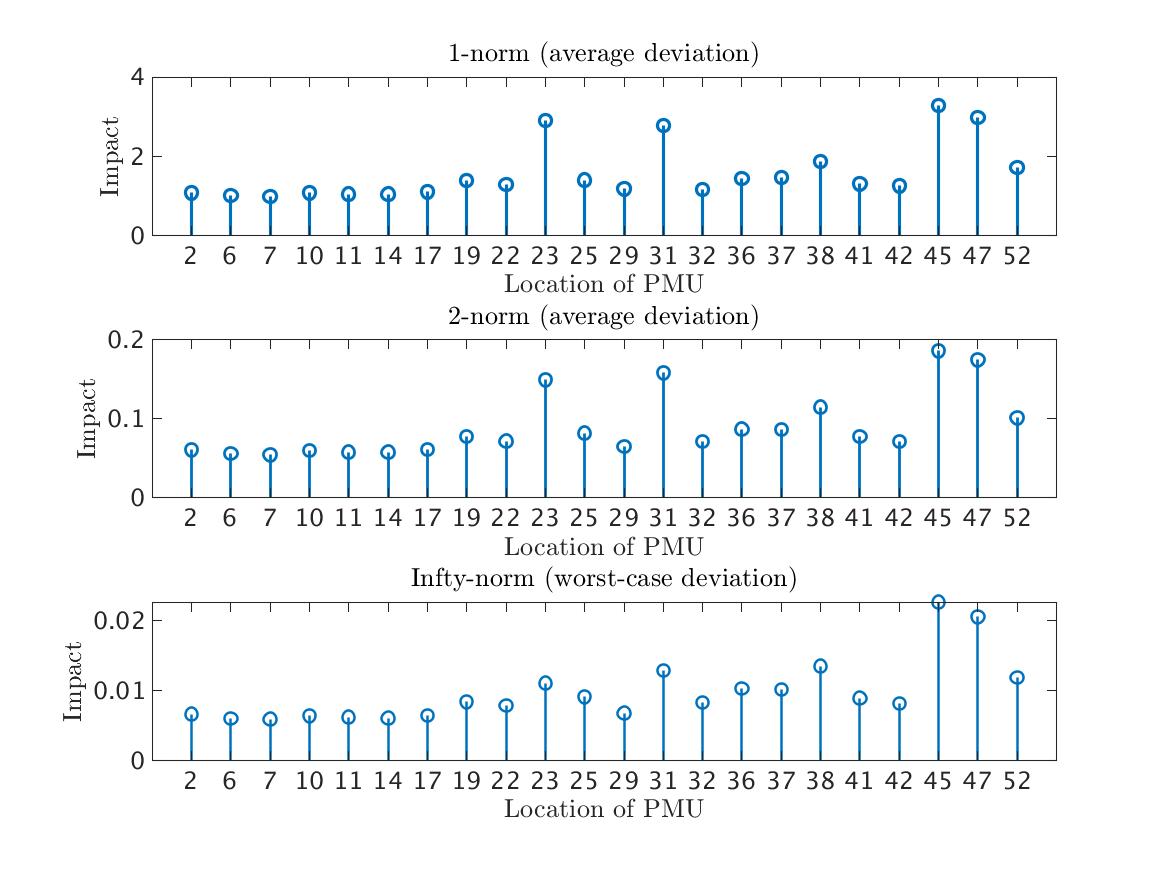 1-norm (average deviation)
4
2
0
Impact
2 6 7 10 11 14 17 19 22 23 25 29 31 32 36 37 38 41 42 45 47 52
Location of PMU
2-norm (average deviation)
0.2
0.1
0
Impact
2 6 7 10 11 14 17 19 22 23 25 29 31 32 36 37 38 41 42 45 47 52
Location of PMU
Infty-norm (worst-case deviation)
0.02
0.01
0
Impact
2 6 7 10 11 14 17 19 22 23 25 29 31 32 36 37 38 41 42 45 47 52
Location of PMU